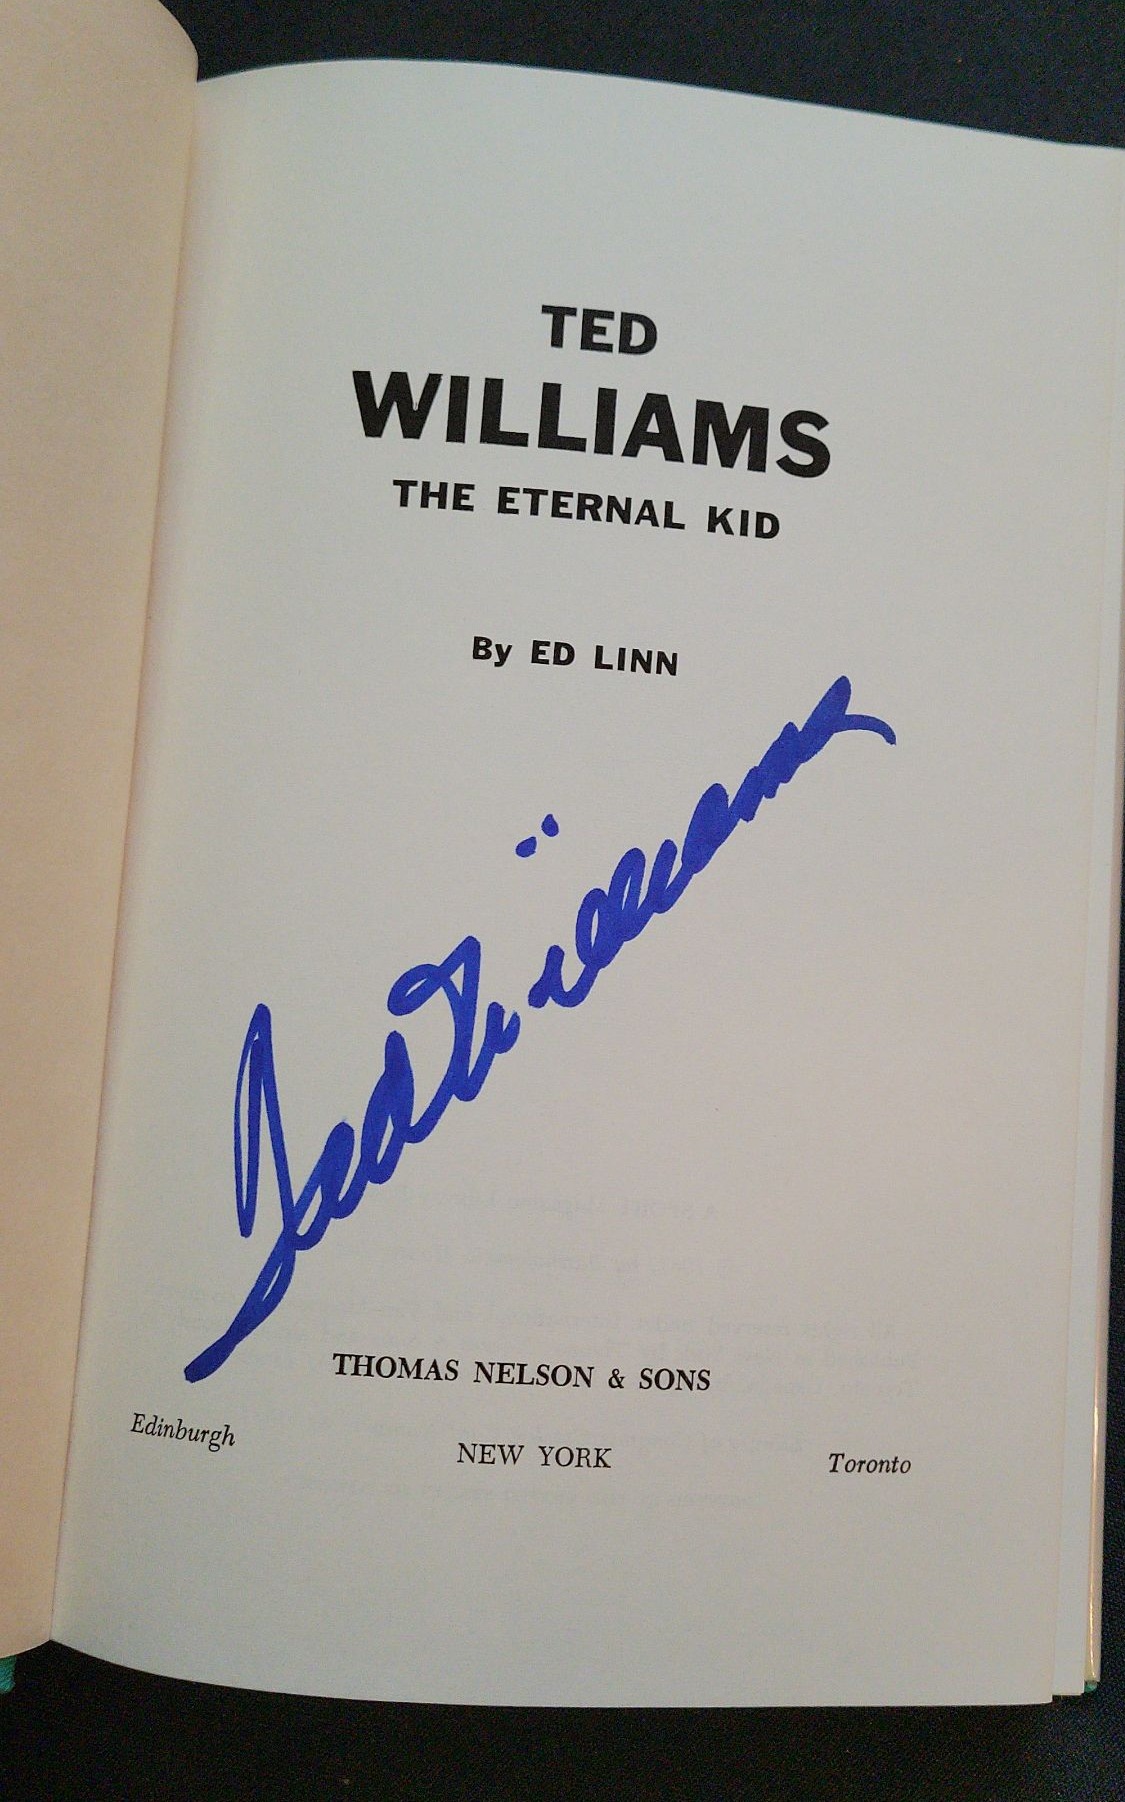 TED
WILLIAMS
THE ETERNAL KID
By ED LINN
Ted Williams
THOMAS NELSON & SONS
Edinburgh NEW YORK Toronto